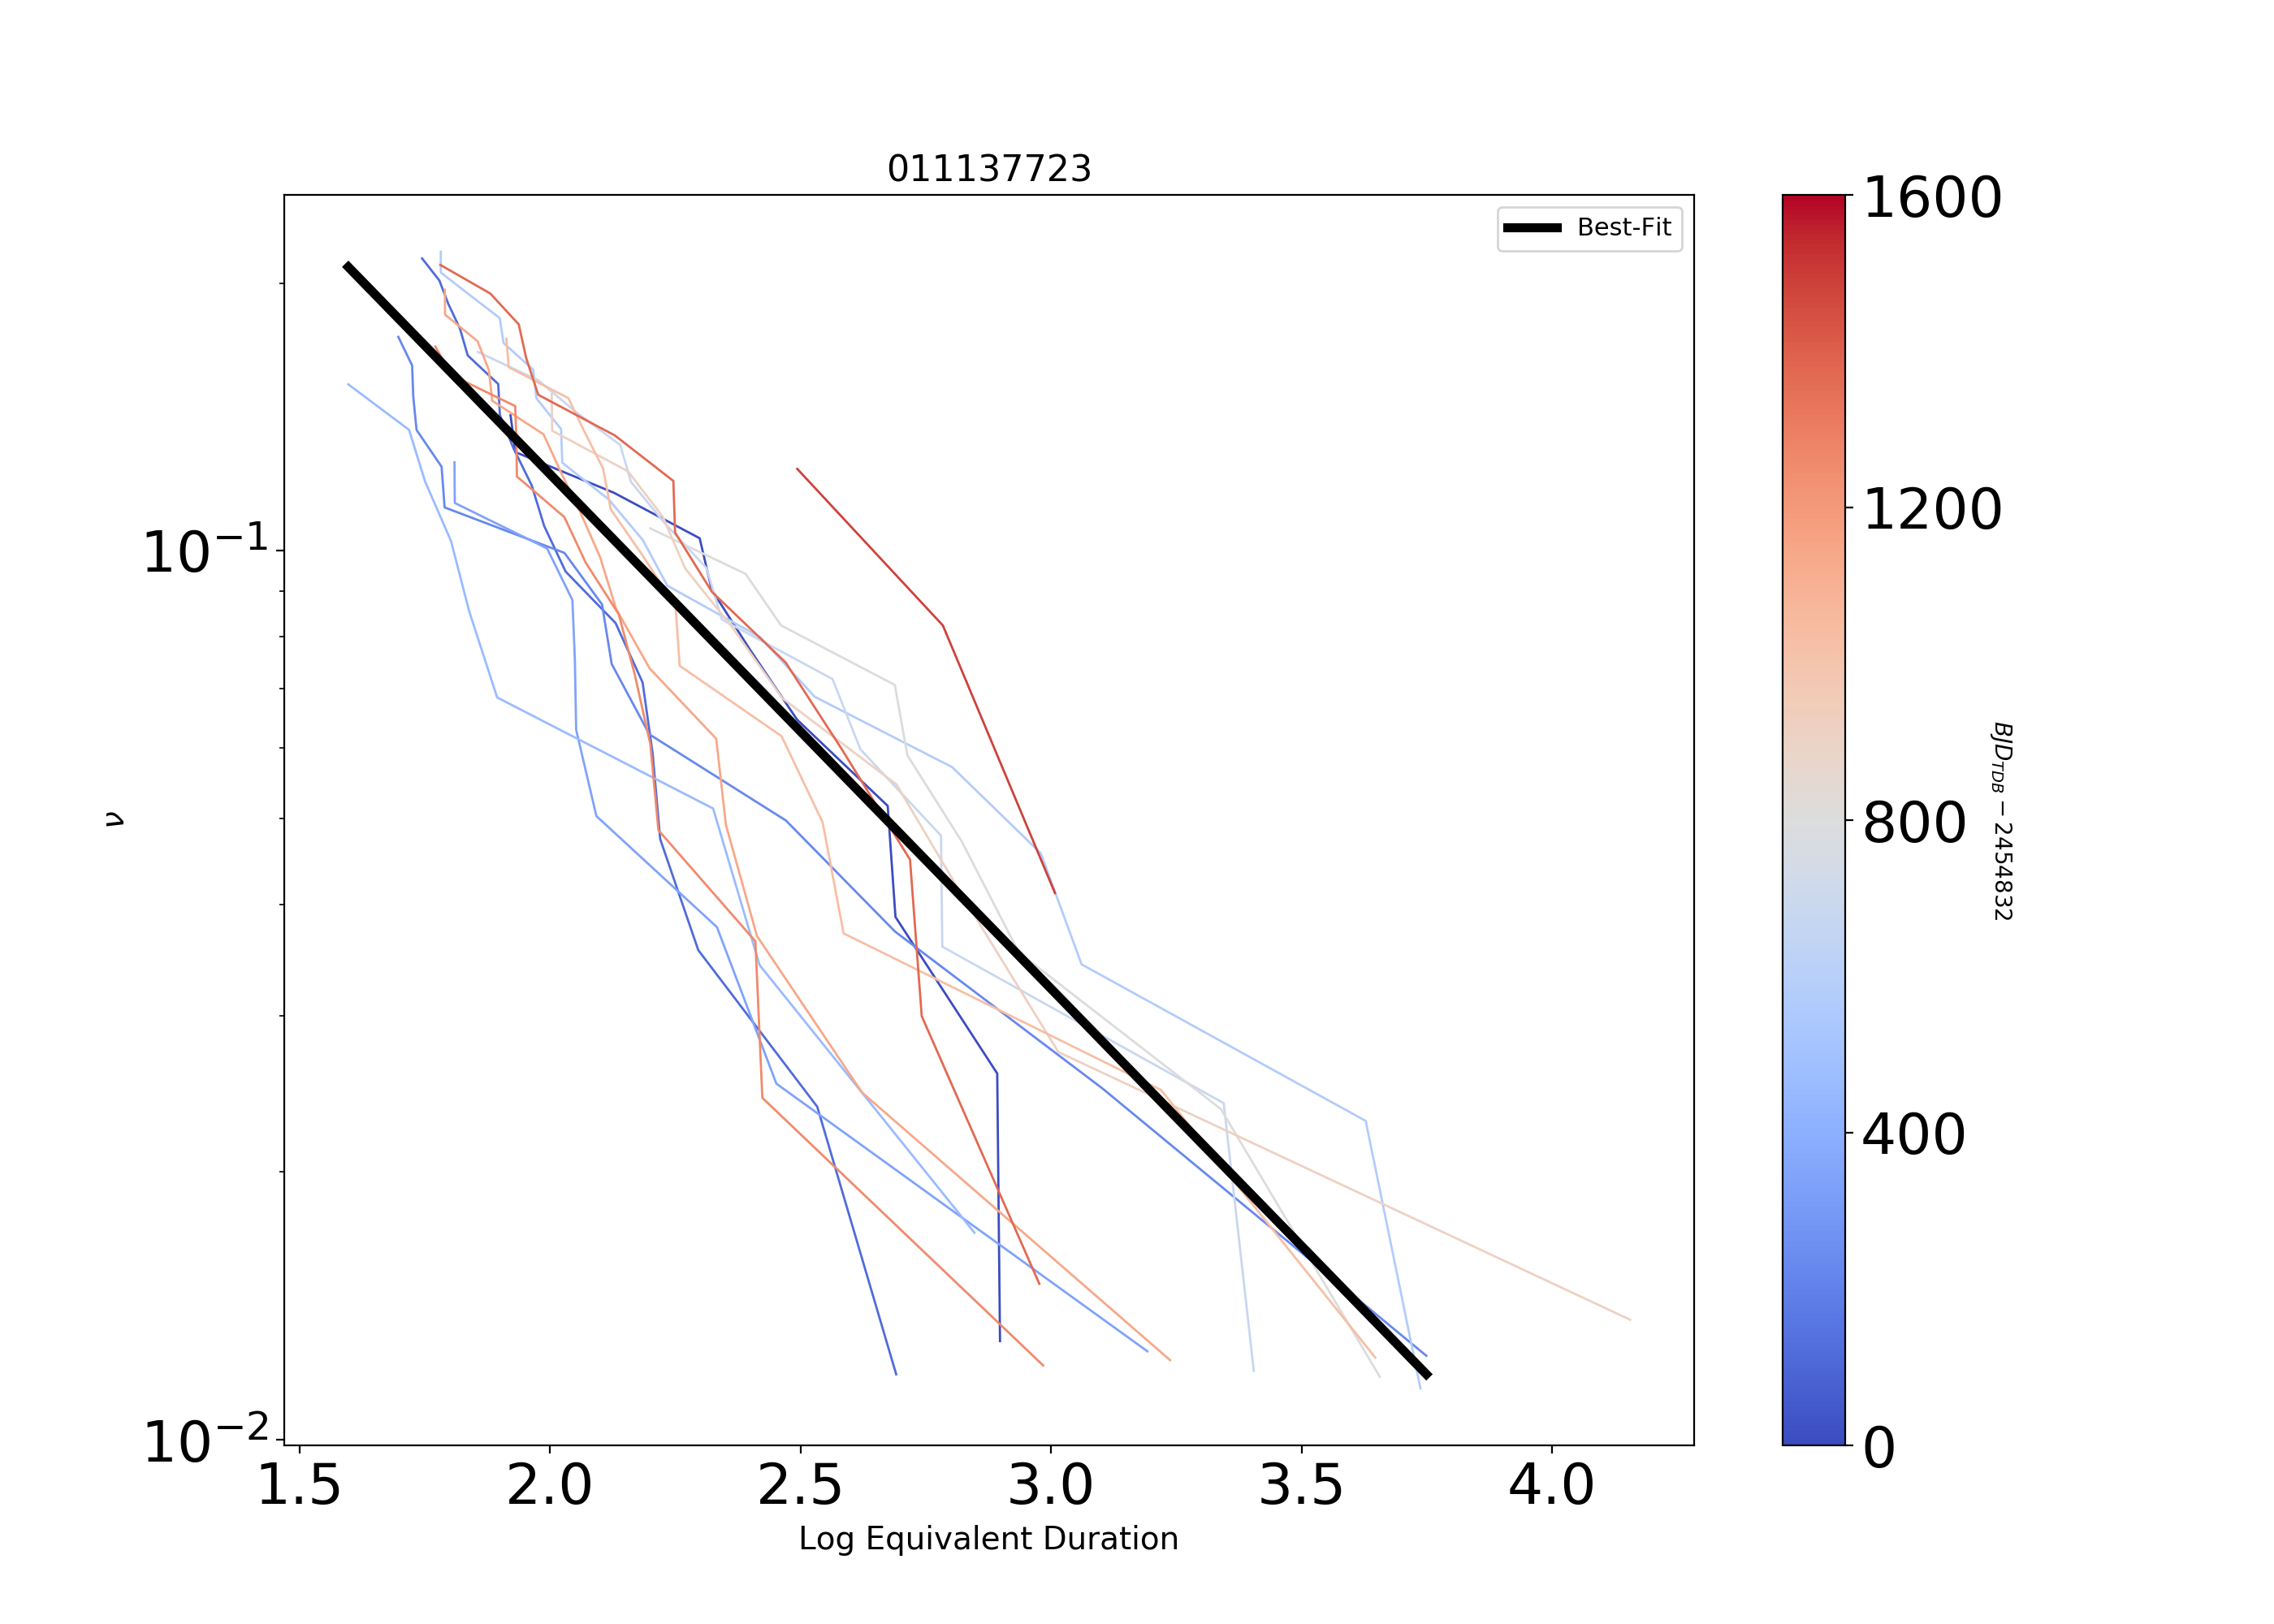 011137723
Best-Fit
10⁻¹
10⁻²
ν
1.5 2.0 2.5 3.0 3.5 4.0
Log Equivalent Duration
1600
1200
800
400
0
BJD_TDB − 2454832